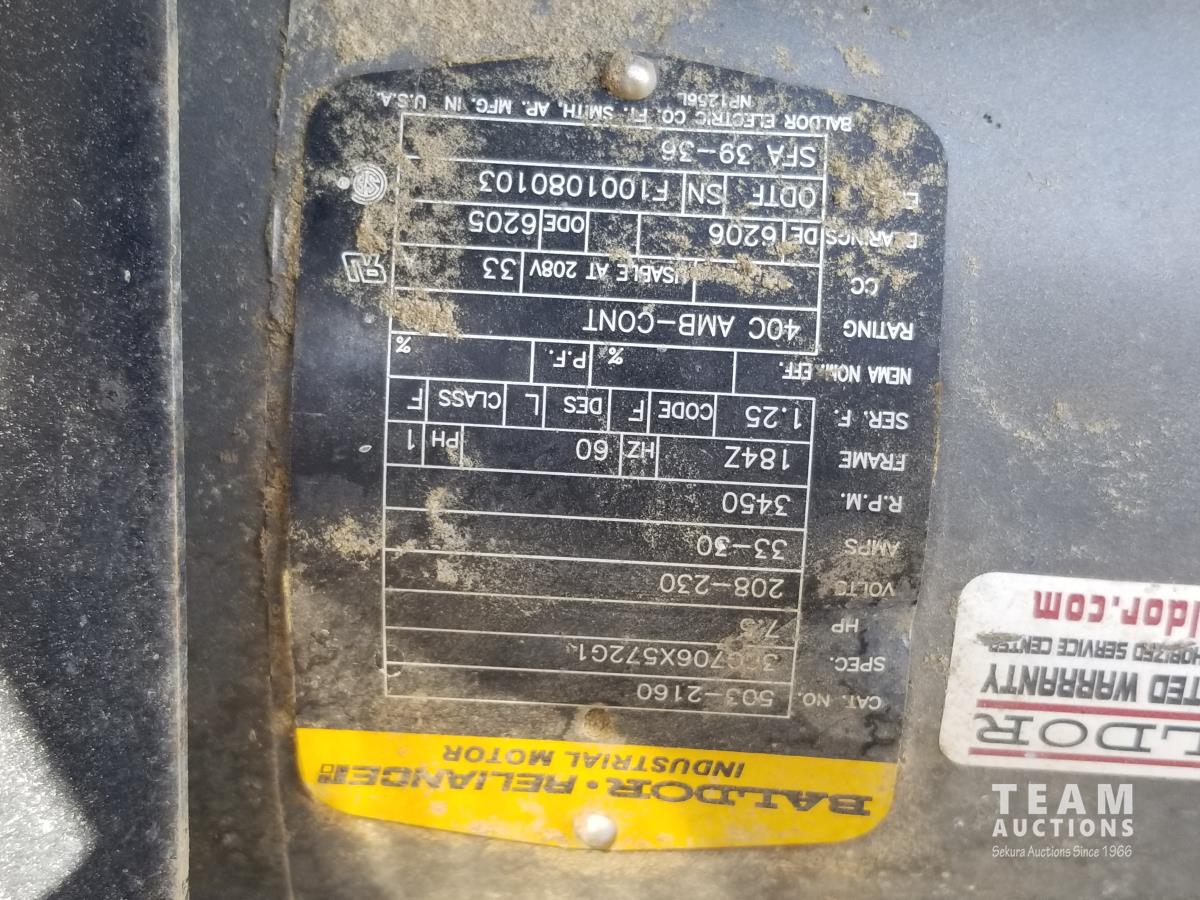 BALDOR · RELIANCE
INDUSTRIAL MOTOR
CAT. NO. 503-2160
SPEC. 36G706X572G1
HP 7.5
VOLTS 208-230
AMPS 33-30
R.P.M. 3450
FRAME 184Z HZ 60 PH 1
SER. F. 1.25 CODE F DES L CLASS F
NEMA NOM. EFF. % P.F. %
RATING 40C AMB-CONT
CC USABLE AT 208V 33
BEARINGS DE 6206 ODE 6205
ODTF SN F1001080103
SFA 39-36
BALDOR ELECTRIC CO. FT. SMITH, AR. MFG. IN U.S.A.
NP1256L
LDOR
TED WARRANTY
HORIZED SERVICE CENTER
ldor.com
TEAM
AUCTIONS
Sekura Auctions Since 1966